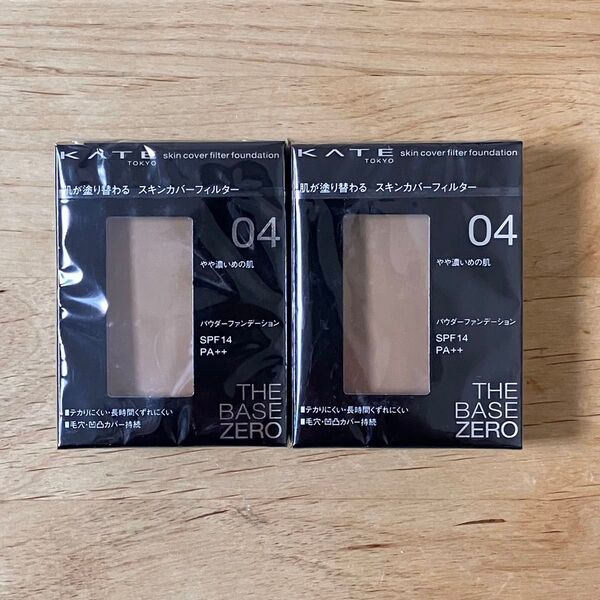 KATE
TOKYO
skin cover filter foundation
肌が塗り替わる スキンカバーフィルター
04
やや濃いめの肌
パウダーファンデーション
SPF14
PA++
THE
BASE
ZERO
■テカリにくい・長時間くずれにくい
■毛穴・凹凸カバー持続
KATE
TOKYO
skin cover filter foundation
肌が塗り替わる スキンカバーフィルター
04
やや濃いめの肌
パウダーファンデーション
SPF14
PA++
THE
BASE
ZERO
■テカリにくい・長時間くずれにくい
■毛穴・凹凸カバー持続